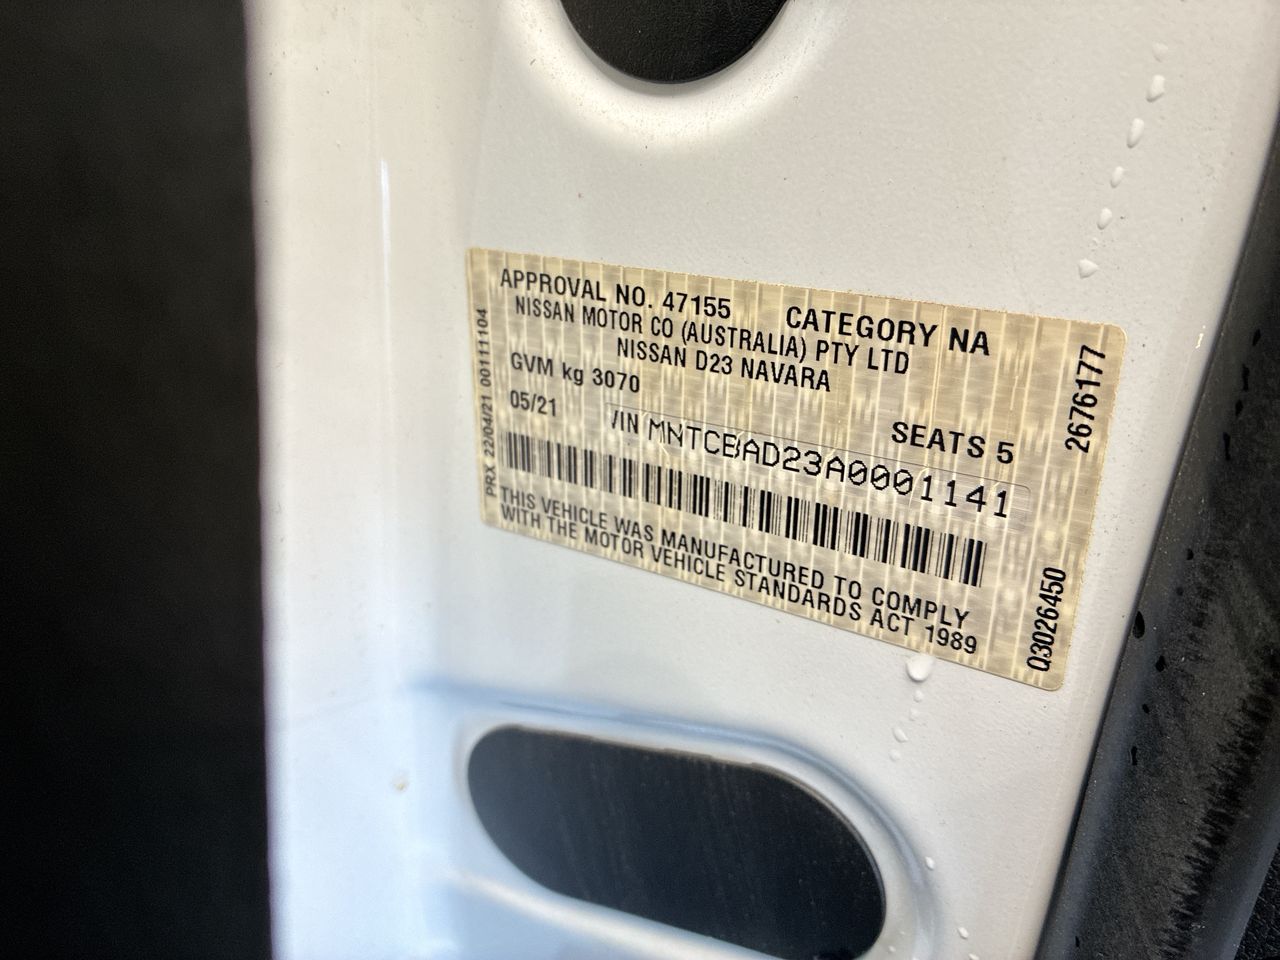 APPROVAL NO. 47155 CATEGORY NA
NISSAN MOTOR CO (AUSTRALIA) PTY LTD
NISSAN D23 NAVARA
GVM kg 3070
05/21
SEATS 5
VIN MNTCBAD23A0001141
THIS VEHICLE WAS MANUFACTURED TO COMPLY
WITH THE MOTOR VEHICLE STANDARDS ACT 1989
PRX 22/04/21 00111104
2676177
03026450